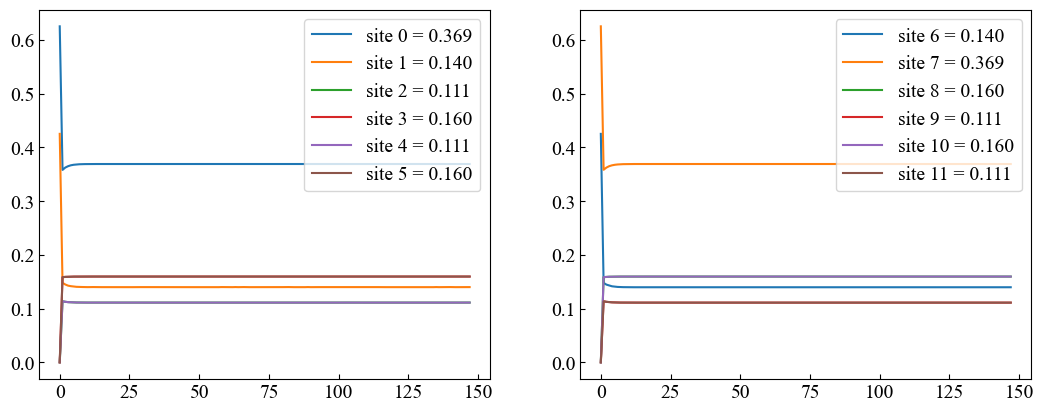 0.6
0.5
0.4
0.3
0.2
0.1
0.0
0 25 50 75 100 125 150
site 0 = 0.369
site 1 = 0.140
site 2 = 0.111
site 3 = 0.160
site 4 = 0.111
site 5 = 0.160
0.6
0.5
0.4
0.3
0.2
0.1
0.0
0 25 50 75 100 125 150
site 6 = 0.140
site 7 = 0.369
site 8 = 0.160
site 9 = 0.111
site 10 = 0.160
site 11 = 0.111